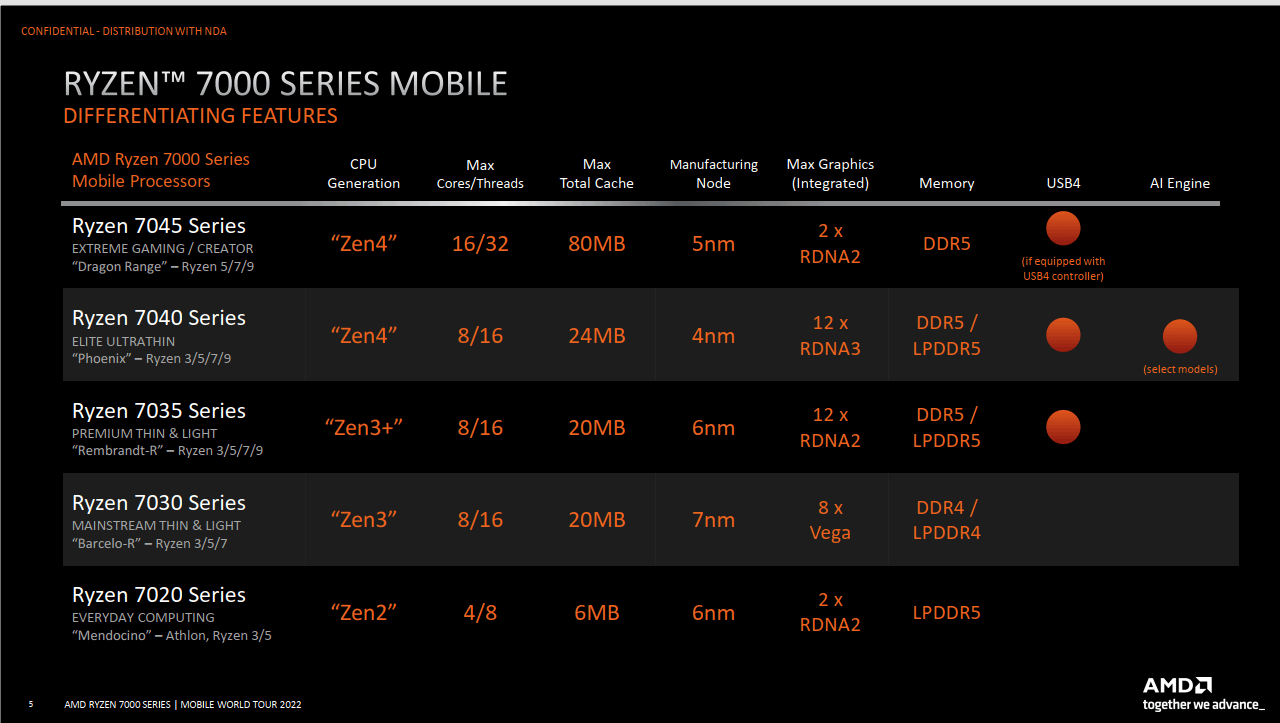 CONFIDENTIAL - DISTRIBUTION WITH NDA
RYZEN™ 7000 SERIES MOBILE
DIFFERENTIATING FEATURES
AMD Ryzen 7000 Series
Mobile Processors
CPU
Generation
Max
Cores/Threads
Max
Total Cache
Manufacturing
Node
Max Graphics
(Integrated)
Memory
USB4
AI Engine
Ryzen 7045 Series
EXTREME GAMING / CREATOR
“Dragon Range” – Ryzen 5/7/9
“Zen4”
16/32
80MB
5nm
2 x
RDNA2
DDR5
(if equipped with
USB4 controller)
Ryzen 7040 Series
ELITE ULTRATHIN
“Phoenix” – Ryzen 3/5/7/9
“Zen4”
8/16
24MB
4nm
12 x
RDNA3
DDR5 /
LPDDR5
(select models)
Ryzen 7035 Series
PREMIUM THIN & LIGHT
“Rembrandt-R” – Ryzen 3/5/7/9
“Zen3+”
8/16
20MB
6nm
12 x
RDNA2
DDR5 /
LPDDR5
Ryzen 7030 Series
MAINSTREAM THIN & LIGHT
“Barcelo-R” – Ryzen 3/5/7
“Zen3”
8/16
20MB
7nm
8 x
Vega
DDR4 /
LPDDR4
Ryzen 7020 Series
EVERYDAY COMPUTING
“Mendocino” – Athlon, Ryzen 3/5
“Zen2”
4/8
6MB
6nm
2 x
RDNA2
LPDDR5
5
AMD RYZEN 7000 SERIES | MOBILE WORLD TOUR 2022
AMD
together we advance_